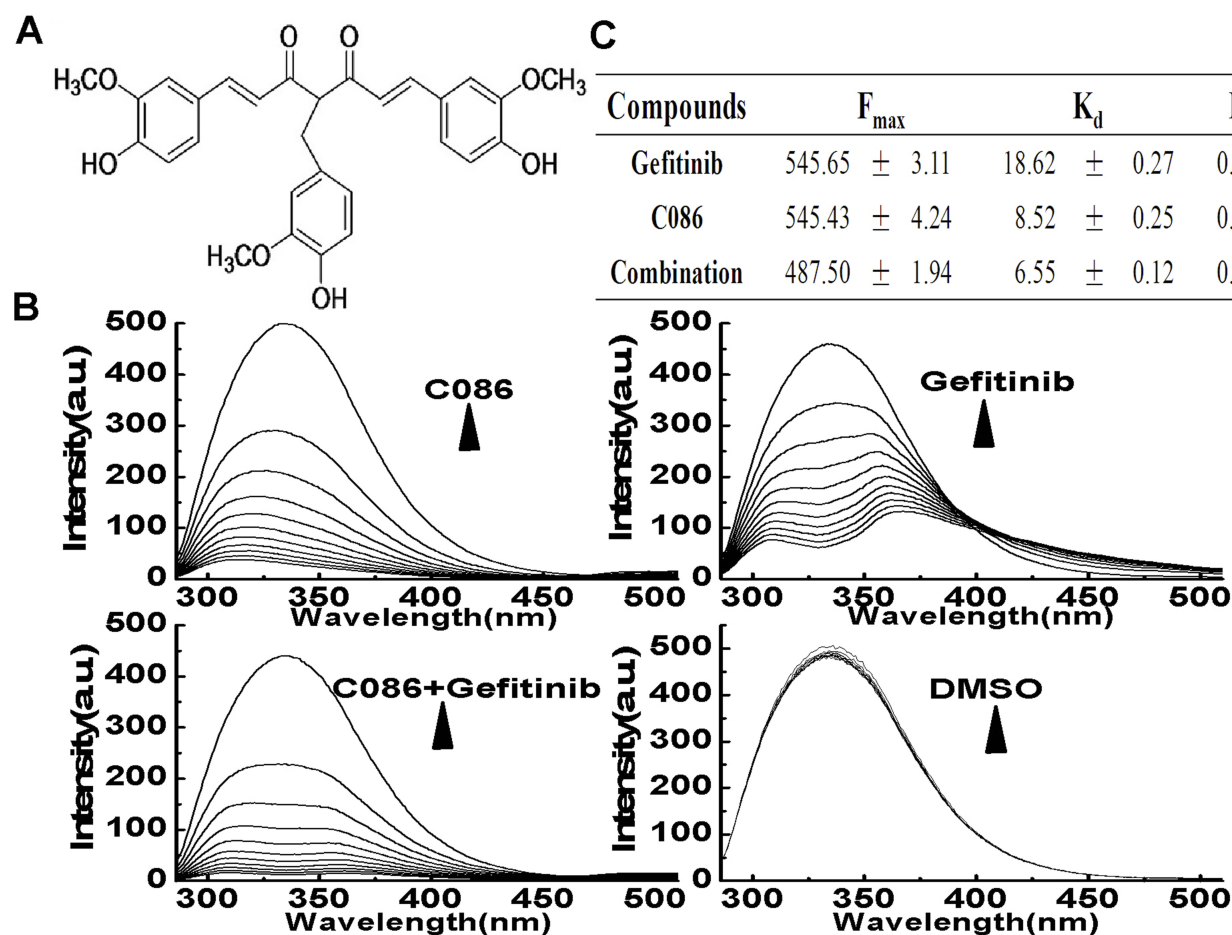 A
O O
H₃CO OCH₃
HO OH
H₃CO
OH
C
Compounds F_max K_d
Gefitinib 545.65 ± 3.11 18.62 ± 0.27 0.
C086 545.43 ± 4.24 8.52 ± 0.25 0.
Combination 487.50 ± 1.94 6.55 ± 0.12 0.
B
500
400
300
200
100
0
Intensity(a.u.)
C086
300 350 400 450 500
Wavelength(nm)
500
400
300
200
100
0
Intensity(a.u.)
Gefitinib
300 350 400 450 500
Wavelength(nm)
500
400
300
200
100
0
Intensity(a.u.)
C086+Gefitinib
300 350 400 450 500
Wavelength(nm)
500
400
300
200
100
0
Intensity(a.u.)
DMSO
300 350 400 450 500
Wavelength(nm)